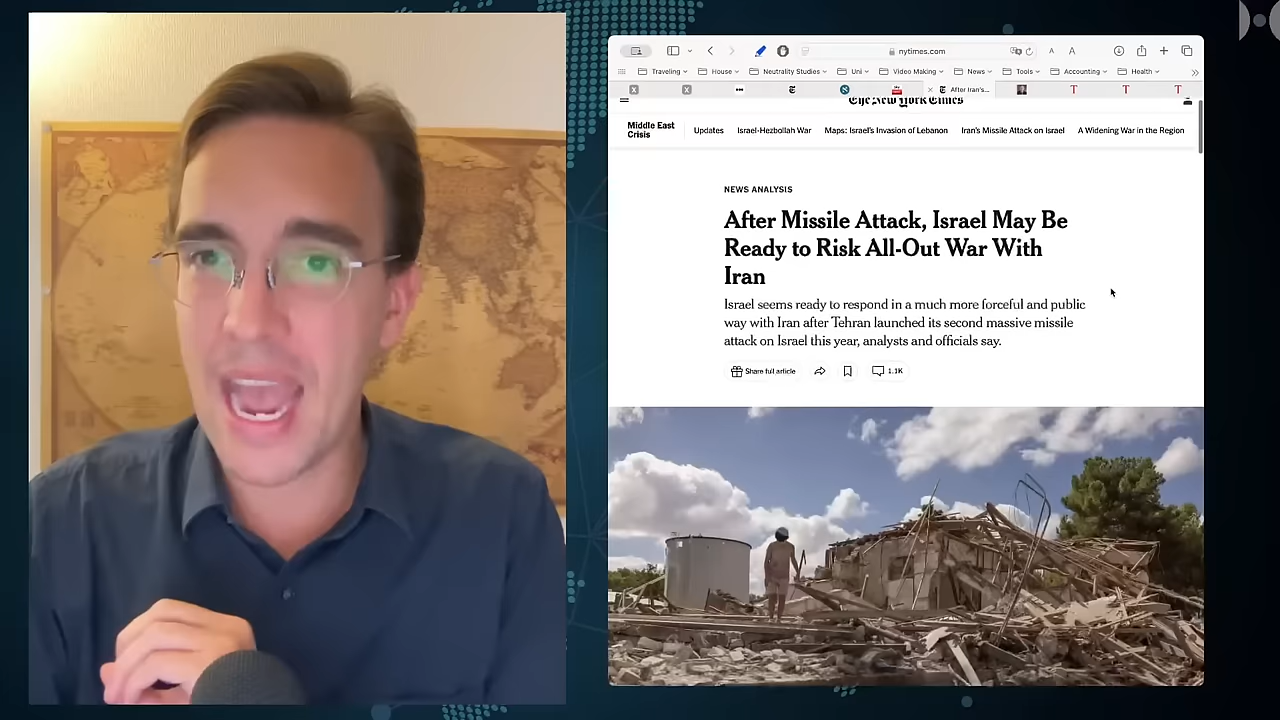 nytimes.com
A A
Traveling House Neutrality Studies Uni Video Making News Tools Accounting Health
After Iran's...
The New York Times
Middle East
Crisis
Updates Israel-Hezbollah War Maps: Israel's Invasion of Lebanon Iran's Missile Attack on Israel A Widening War in the Region
NEWS ANALYSIS
After Missile Attack, Israel May Be
Ready to Risk All-Out War With
Iran
Israel seems ready to respond in a much more forceful and public
way with Iran after Tehran launched its second massive missile
attack on Israel this year, analysts and officials say.
Share full article 1.1K